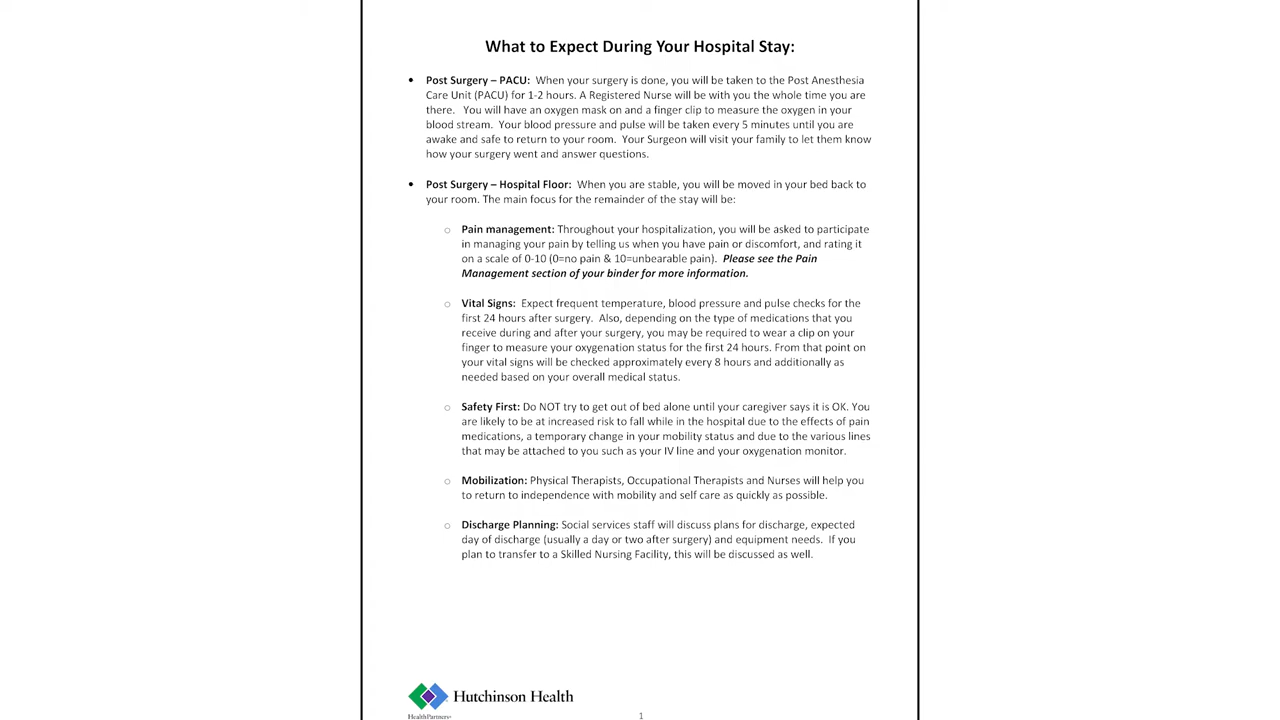 What to Expect During Your Hospital Stay:
• Post Surgery – PACU: When your surgery is done, you will be taken to the Post Anesthesia
Care Unit (PACU) for 1-2 hours. A Registered Nurse will be with you the whole time you are
there. You will have an oxygen mask on and a finger clip to measure the oxygen in your
blood stream. Your blood pressure and pulse will be taken every 5 minutes until you are
awake and safe to return to your room. Your Surgeon will visit your family to let them know
how your surgery went and answer questions.
• Post Surgery – Hospital Floor: When you are stable, you will be moved in your bed back to
your room. The main focus for the remainder of the stay will be:
○ Pain management: Throughout your hospitalization, you will be asked to participate
in managing your pain by telling us when you have pain or discomfort, and rating it
on a scale of 0-10 (0=no pain & 10=unbearable pain). Please see the Pain
Management section of your binder for more information.
○ Vital Signs: Expect frequent temperature, blood pressure and pulse checks for the
first 24 hours after surgery. Also, depending on the type of medications that you
receive during and after your surgery, you may be required to wear a clip on your
finger to measure your oxygenation status for the first 24 hours. From that point on
your vital signs will be checked approximately every 8 hours and additionally as
needed based on your overall medical status.
○ Safety First: Do NOT try to get out of bed alone until your caregiver says it is OK. You
are likely to be at increased risk to fall while in the hospital due to the effects of pain
medications, a temporary change in your mobility status and due to the various lines
that may be attached to you such as your IV line and your oxygenation monitor.
○ Mobilization: Physical Therapists, Occupational Therapists and Nurses will help you
to return to independence with mobility and self care as quickly as possible.
○ Discharge Planning: Social services staff will discuss plans for discharge, expected
day of discharge (usually a day or two after surgery) and equipment needs. If you
plan to transfer to a Skilled Nursing Facility, this will be discussed as well.
Hutchinson Health
HealthPartners
1